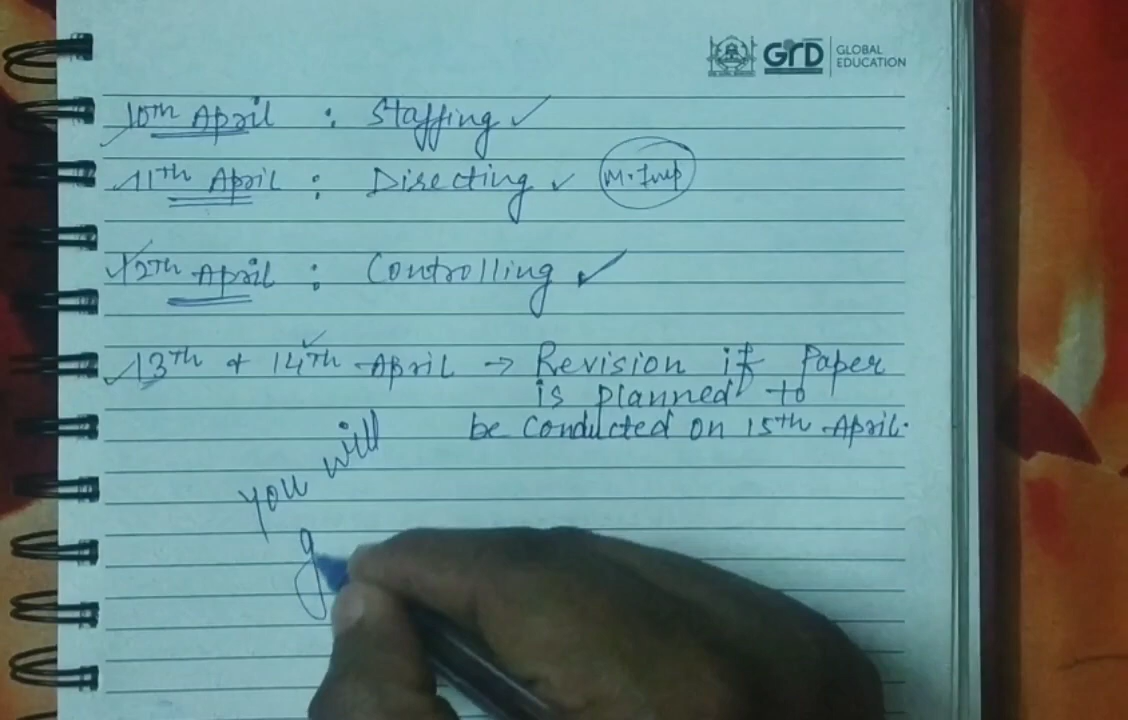 GrD GLOBAL
EDUCATION
10th April : Staffing ✓
11th April : Directing ✓ M. Imp
12th April : Controlling ✓
13th & 14th April → Revision if Paper
is planned to
be Conducted on 15th April.
you will
g